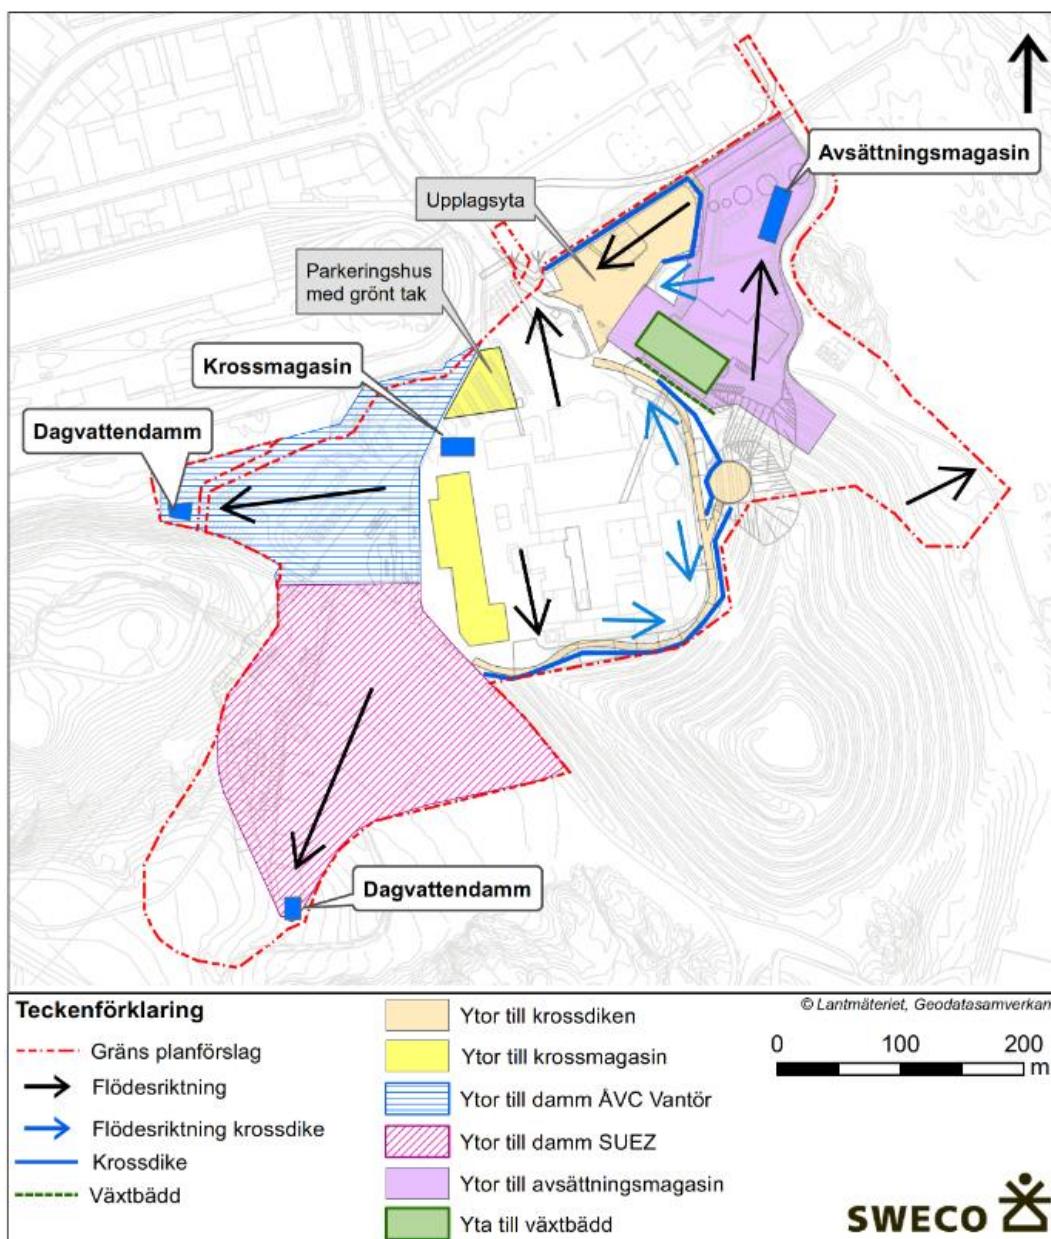 Avsättningsmagasin
Upplagsyta
Parkeringshus
med grönt tak
Krossmagasin
Dagvattendamm
Dagvattendamm
Teckenförklaring
Gräns planförslag
Flödesriktning
Flödesriktning krossdike
Krossdike
Växtbädd
Ytor till krossdiken
Ytor till krossmagasin
Ytor till damm ÅVC Vantör
Ytor till damm SUEZ
Ytor till avsättningsmagasin
Yta till växtbädd
© Lantmäteriet, Geodatasamverkan
0 100 200
m
SWECO